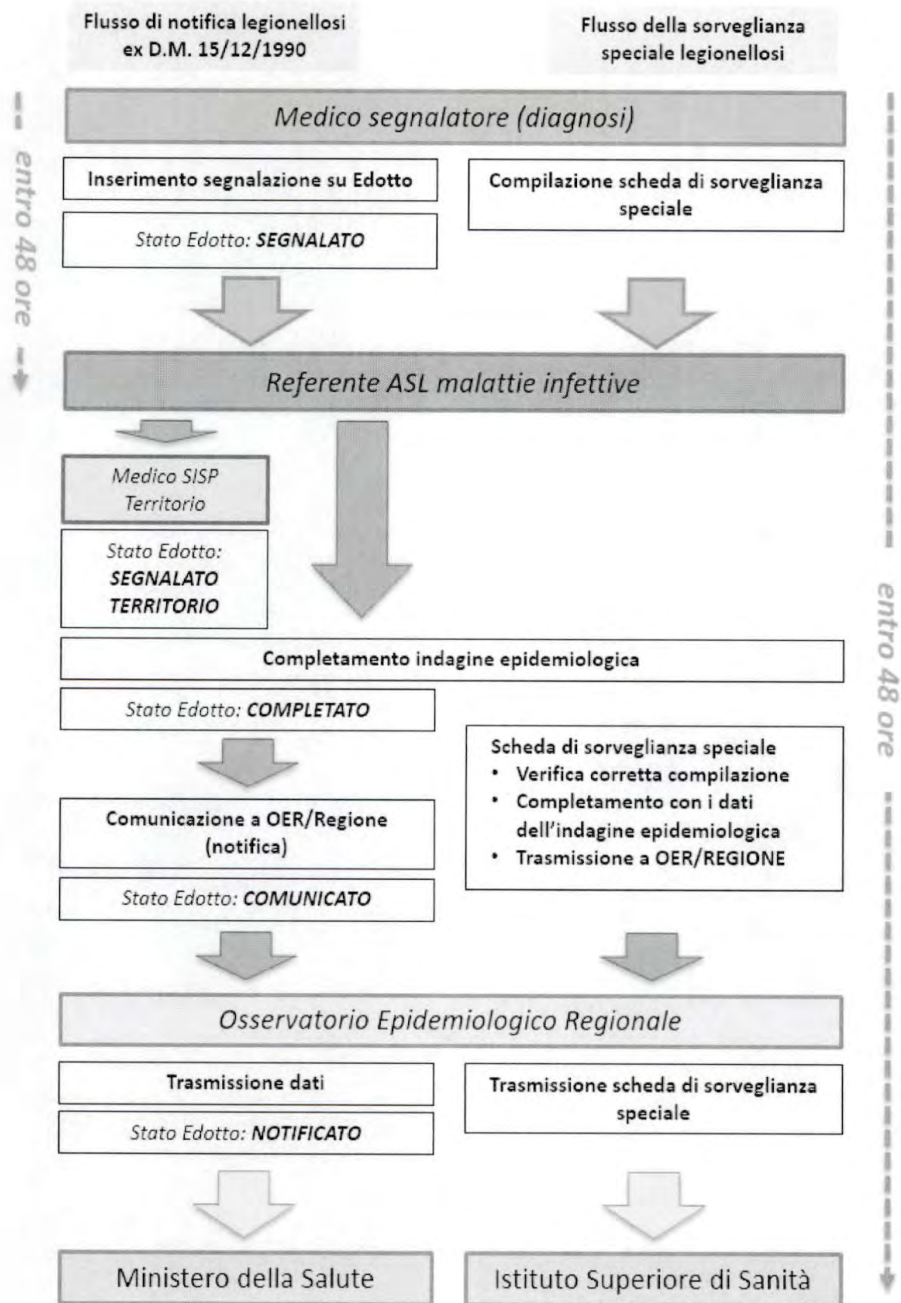 Flusso di notifica legionellosi
ex D.M. 15/12/1990
Flusso della sorveglianza
speciale legionellosi
Medico segnalatore (diagnosi)
entro 48 ore
Inserimento segnalazione su Edotto
Stato Edotto: SEGNALATO
Compilazione scheda di sorveglianza
speciale
Referente ASL malattie infettive
Medico SISP
Territorio
Stato Edotto:
SEGNALATO
TERRITORIO
entro 48 ore
Completamento indagine epidemiologica
Stato Edotto: COMPLETATO
Comunicazione a OER/Regione
(notifica)
Stato Edotto: COMUNICATO
Scheda di sorveglianza speciale
• Verifica corretta compilazione
• Completamento con i dati
dell'indagine epidemiologica
• Trasmissione a OER/REGIONE
Osservatorio Epidemiologico Regionale
Trasmissione dati
Stato Edotto: NOTIFICATO
Trasmissione scheda di sorveglianza
speciale
Ministero della Salute
Istituto Superiore di Sanità